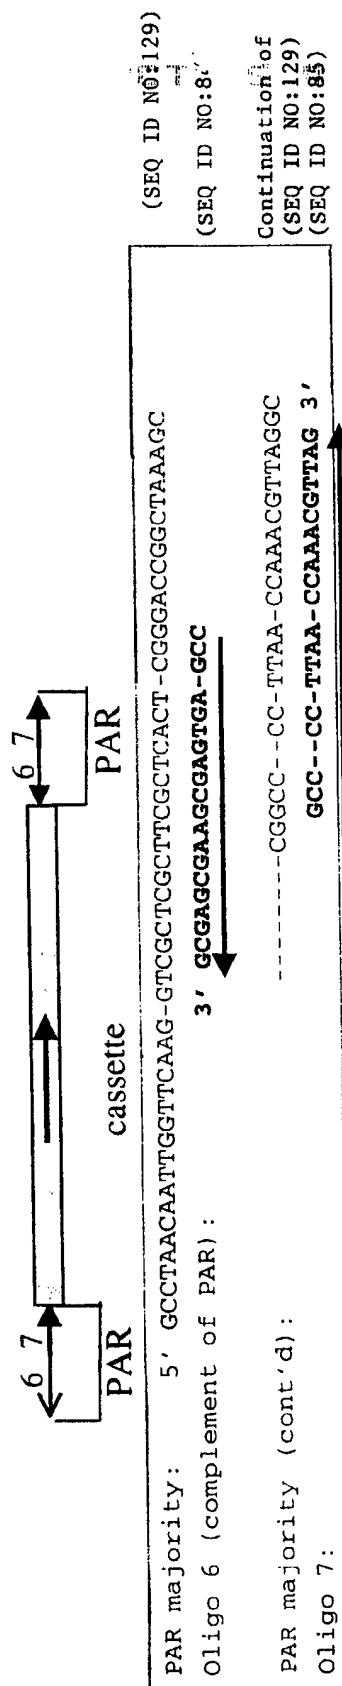 6 7 6 7
PAR cassette PAR
PAR majority: 5' GCCTAACAATTGGTTCAAG-GTCGCTCGCTTCGCTCACT-CGGGACCGGCTAAAGC (SEQ ID NO:129)
Oligo 6 (complement of PAR): 3' GCGAGCGAAGCGAGTGA-GCC (SEQ ID
PAR majority (cont'd): --------CGGCC--CC-TTAA-CCAAACGTTAGGC Continuation of
(SEQ ID NO:129)
Oligo 7: GCC--CC-TTAA-CCAAACGTTAG 3' (SEQ ID NO:85)